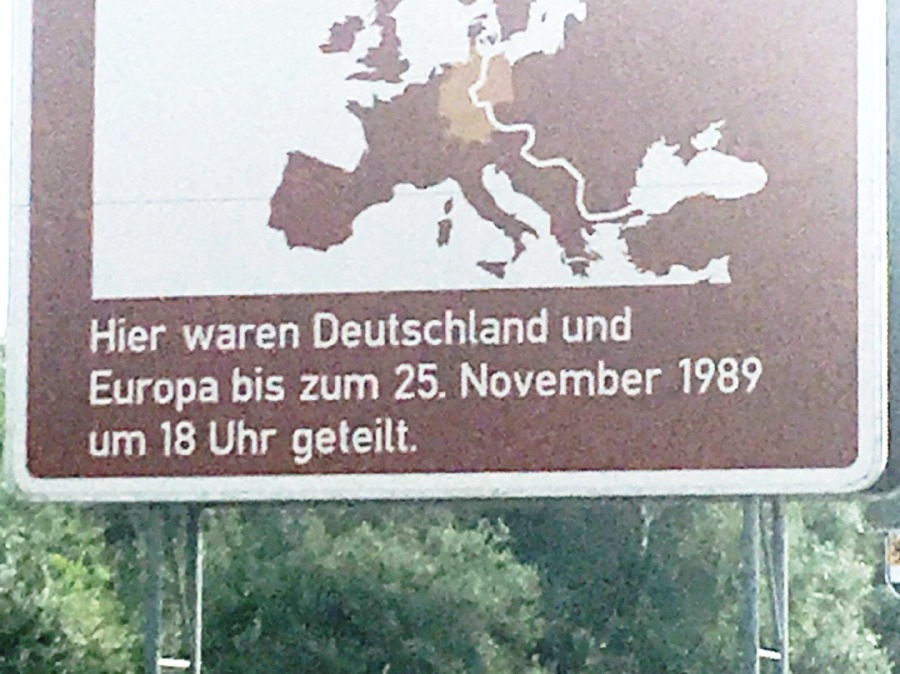 Hier waren Deutschland und
Europa bis zum 25. November 1989
um 18 Uhr geteilt.